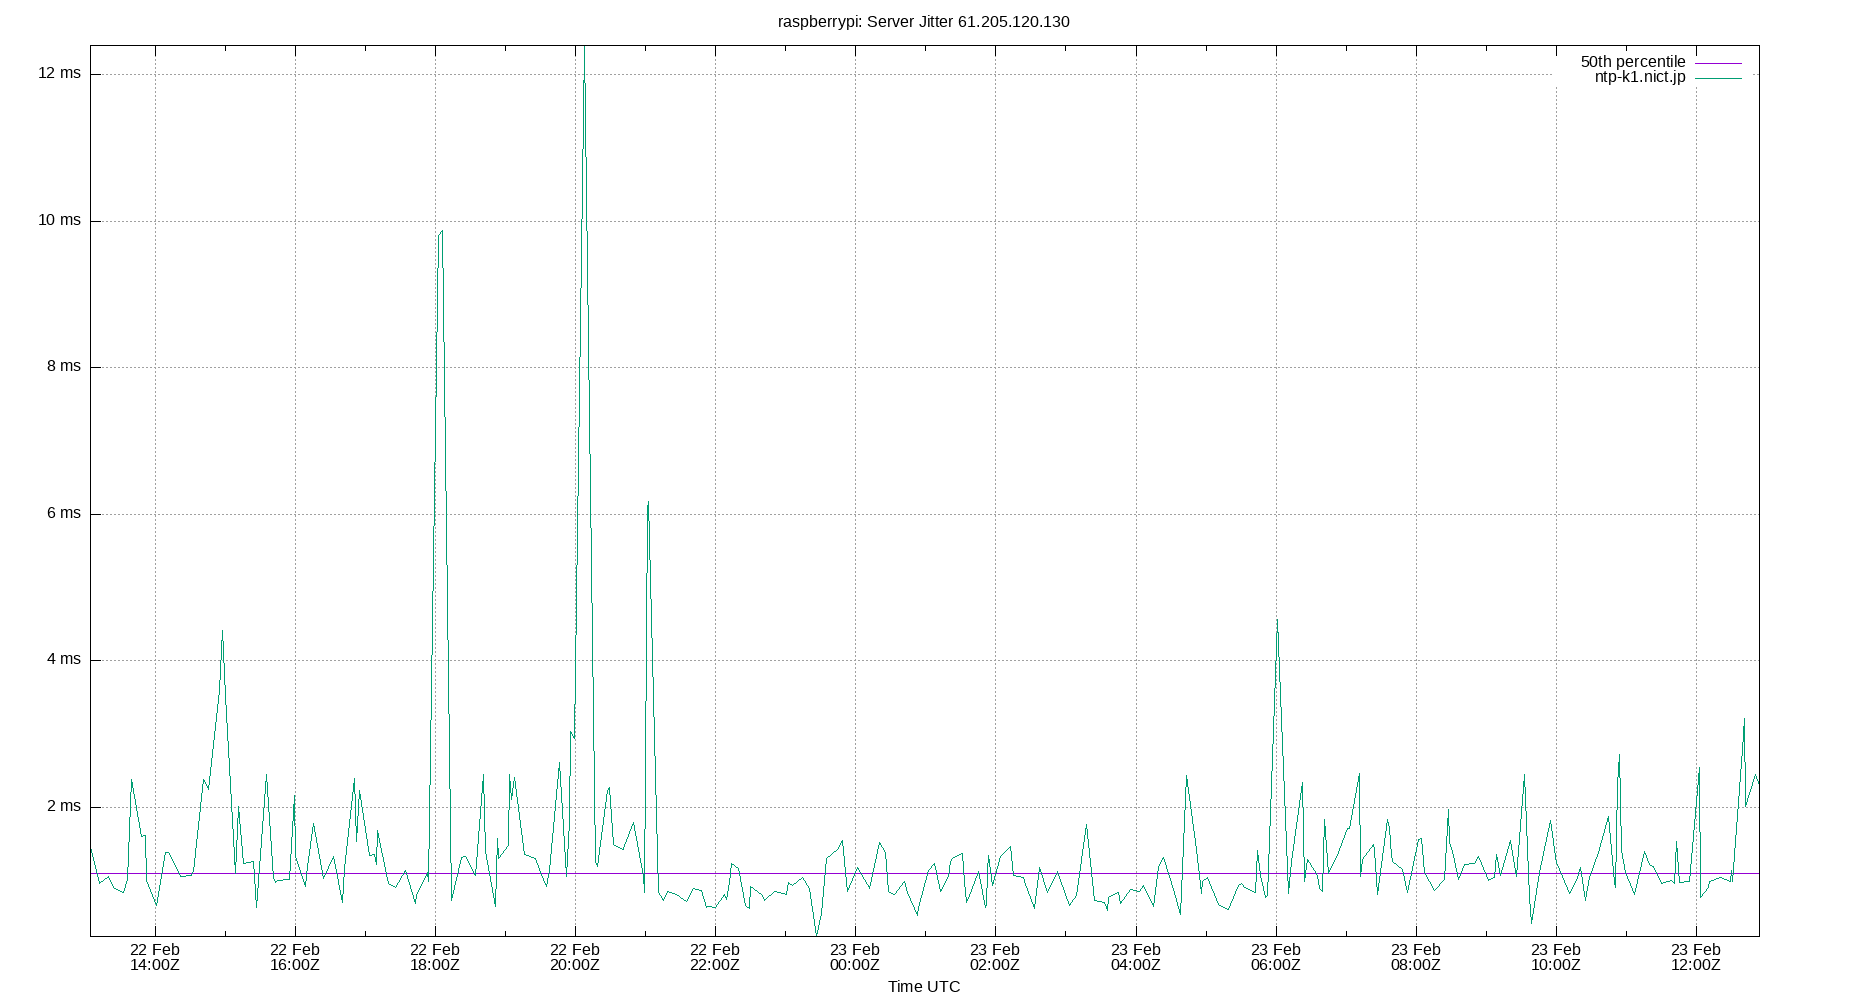 raspberrypi: Server Jitter 61.205.120.130
50th percentile
ntp-k1.nict.jp
12 ms
10 ms
8 ms
6 ms
4 ms
2 ms
22 Feb 22 Feb 22 Feb 22 Feb 22 Feb 23 Feb 23 Feb 23 Feb 23 Feb 23 Feb 23 Feb 23 Feb
14:00Z 16:00Z 18:00Z 20:00Z 22:00Z 00:00Z 02:00Z 04:00Z 06:00Z 08:00Z 10:00Z 12:00Z
Time UTC